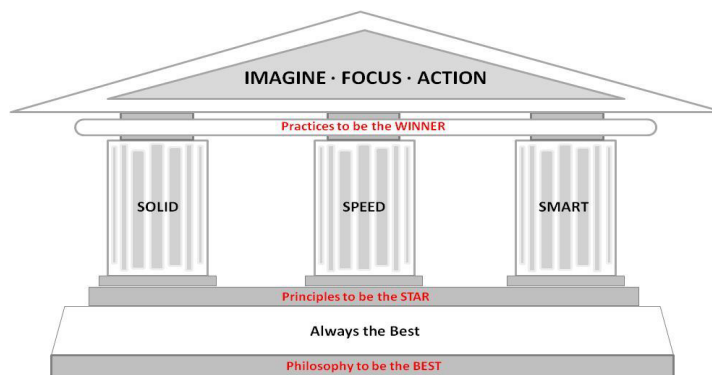 IMAGINE · FOCUS · ACTION
Practices to be the WINNER
SOLID
SPEED
SMART
Principles to be the STAR
Always the Best
Philosophy to be the BEST